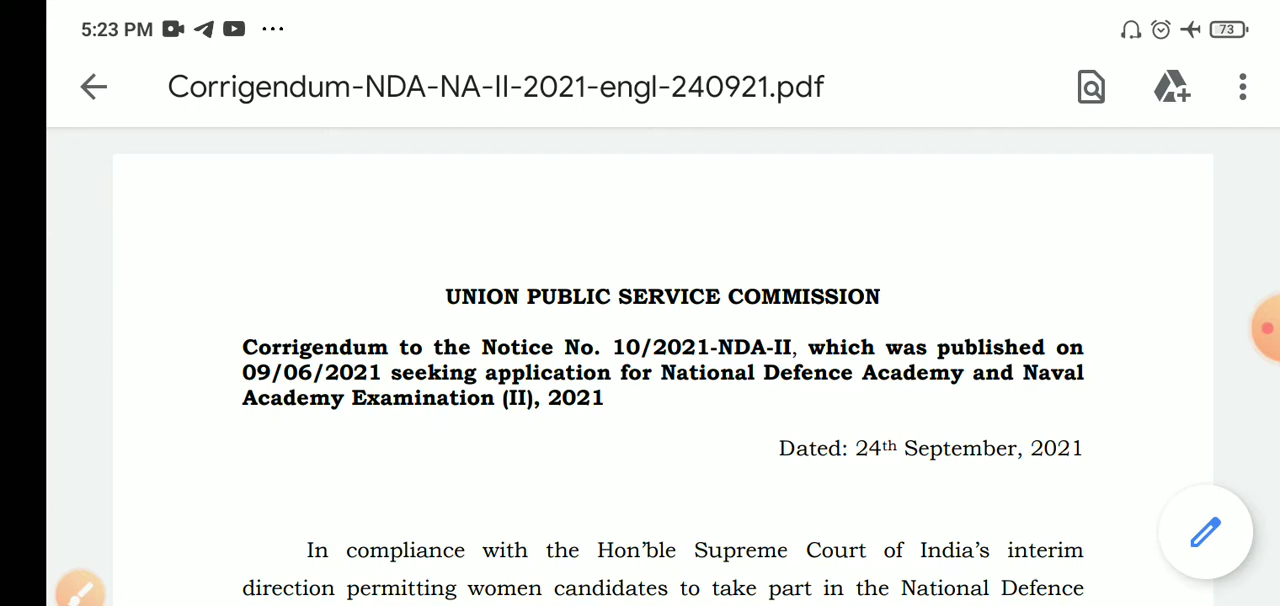 5:23 PM ... 73
Corrigendum-NDA-NA-II-2021-engl-240921.pdf
UNION PUBLIC SERVICE COMMISSION
Corrigendum to the Notice No. 10/2021-NDA-II, which was published on
09/06/2021 seeking application for National Defence Academy and Naval
Academy Examination (II), 2021
Dated: 24th September, 2021
In compliance with the Hon’ble Supreme Court of India’s interim
direction permitting women candidates to take part in the National Defence